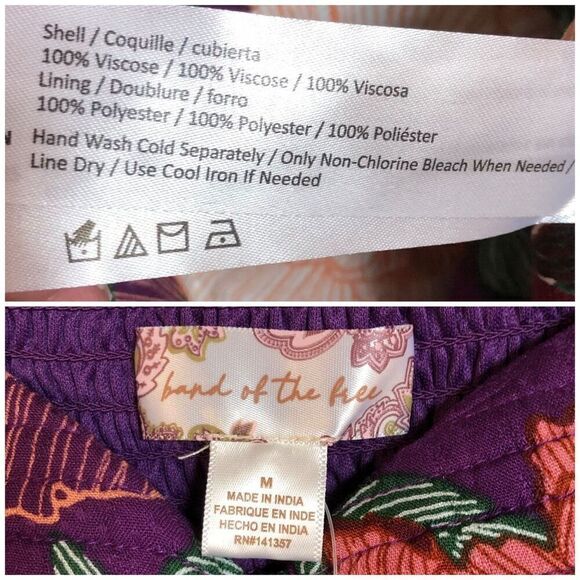 Shell / Coquille / cubierta
100% Viscose / 100% Viscose / 100% Viscosa
Lining / Doublure / forro
100% Polyester / 100% Polyester / 100% Poliéster
Hand Wash Cold Separately / Only Non-Chlorine Bleach When Needed /
Line Dry / Use Cool Iron If Needed
band of the free
M
MADE IN INDIA
FABRIQUE EN INDE
HECHO EN INDIA
RN#141357